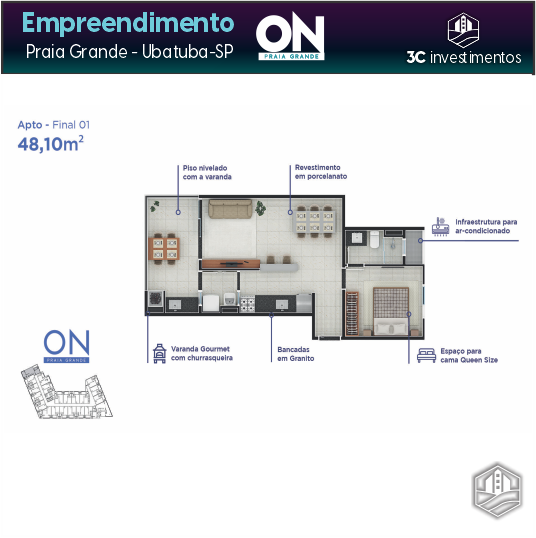 Empreendimento
Praia Grande - Ubatuba-SP
ON
PRAIA GRANDE
3C investimentos
Apto - Final 01
48,10m²
Piso nivelado
com a varanda
Revestimento
em porcelanato
Infraestrutura para
ar-condicionado
Varanda Gourmet
com churrasqueira
Bancadas
em Granito
Espaço para
cama Queen Size
ON
PRAIA GRANDE